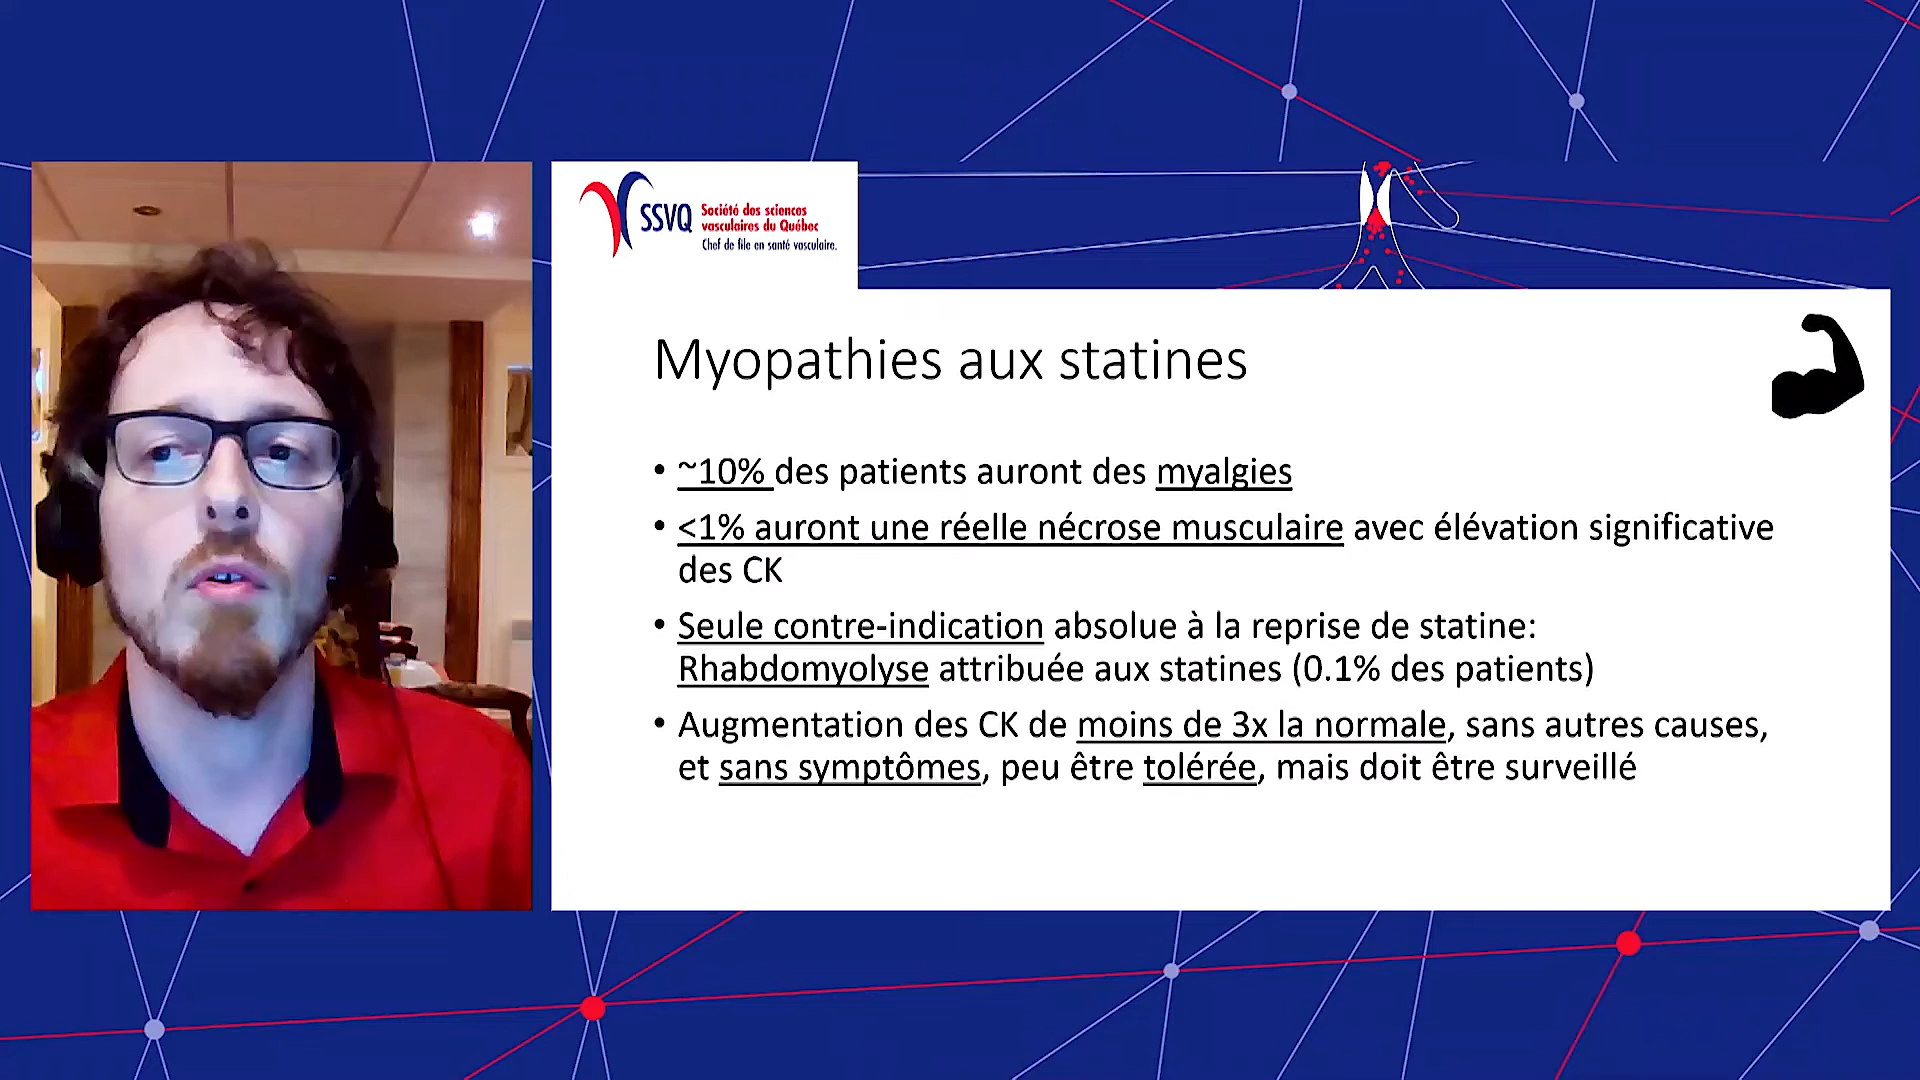 SSVQ
Société des sciences
vasculaires du Québec
Chef de file en santé vasculaire.
Myopathies aux statines
• ~10% des patients auront des myalgies
• <1% auront une réelle nécrose musculaire avec élévation significative
des CK
• Seule contre-indication absolue à la reprise de statine:
Rhabdomyolyse attribuée aux statines (0.1% des patients)
• Augmentation des CK de moins de 3x la normale, sans autres causes,
et sans symptômes, peu être tolérée, mais doit être surveillé